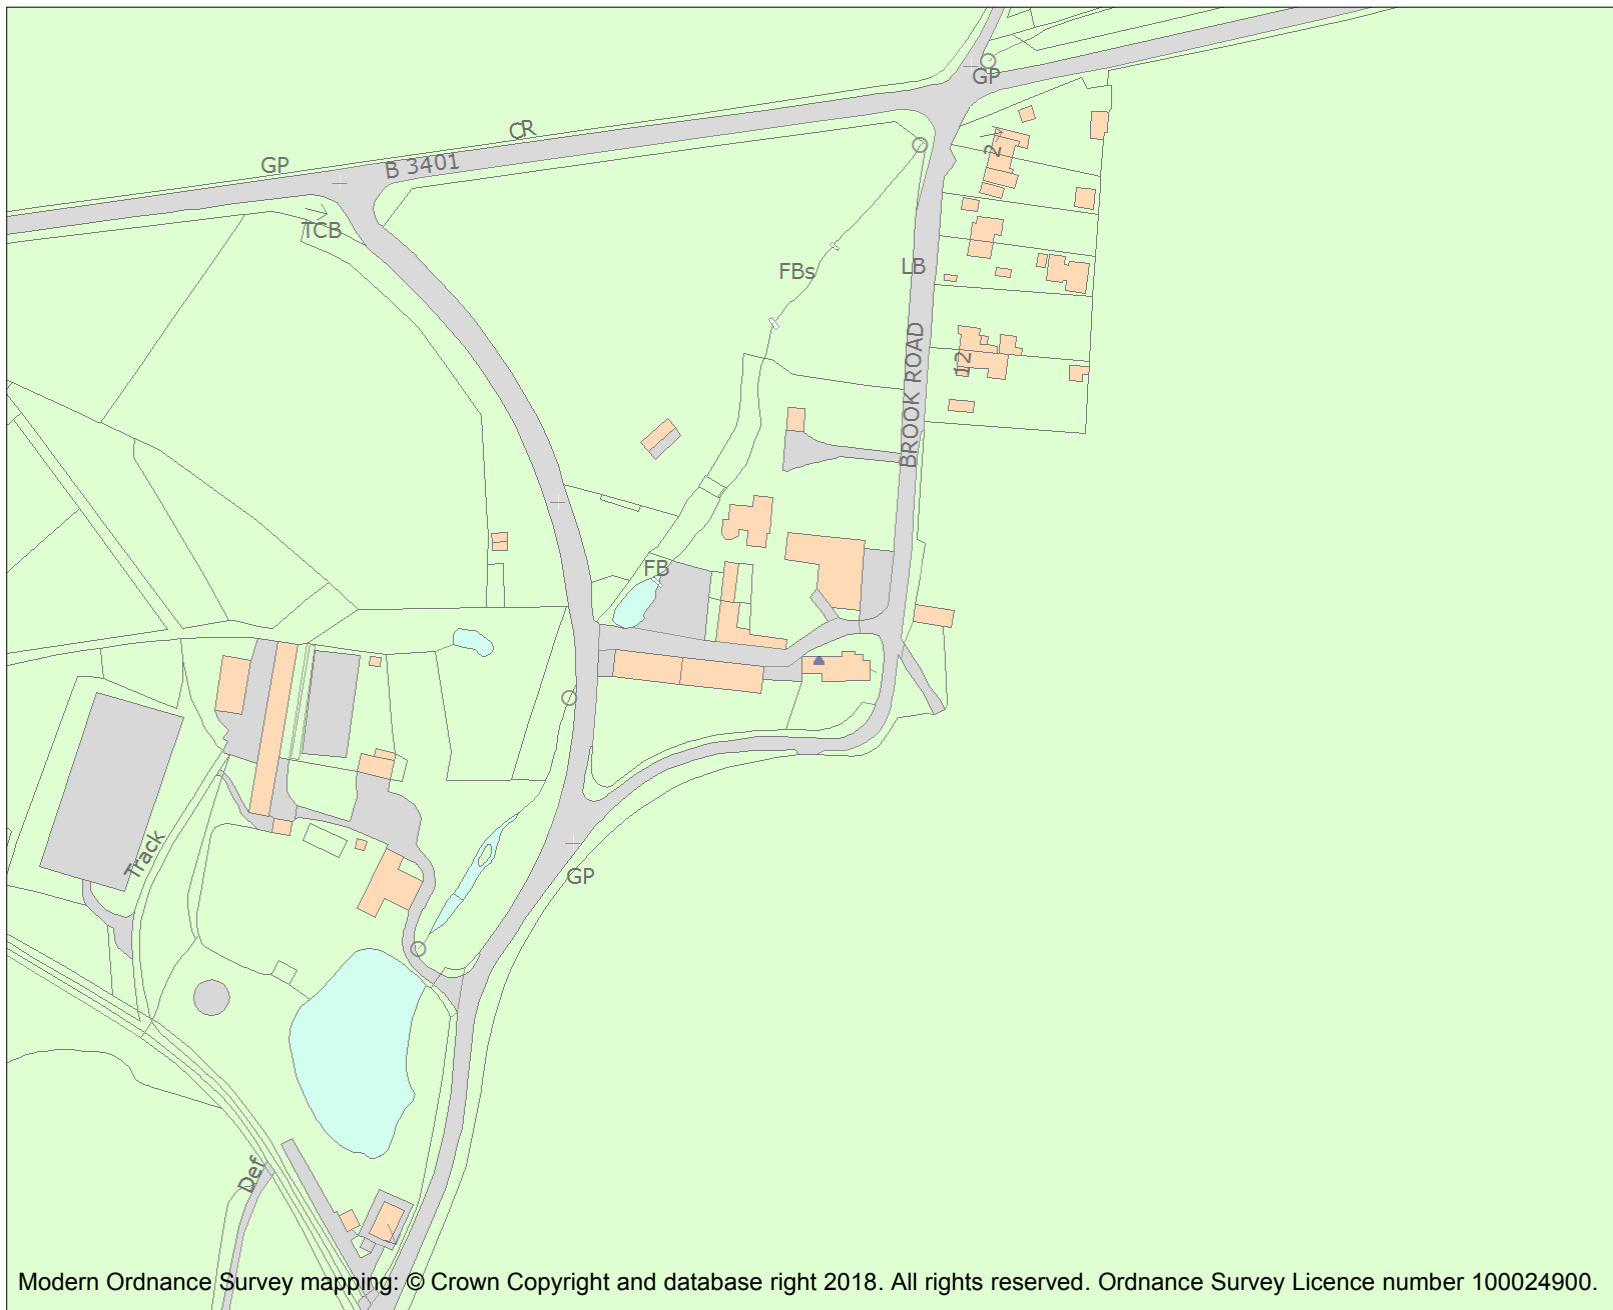 GP
CR
GP
B 3401
2
TCB
LB
FBs
BROOK ROAD
12
FB
Track
GP
Def
Modern Ordnance Survey mapping: © Crown Copyright and database right 2018. All rights reserved. Ordnance Survey Licence number 100024900.